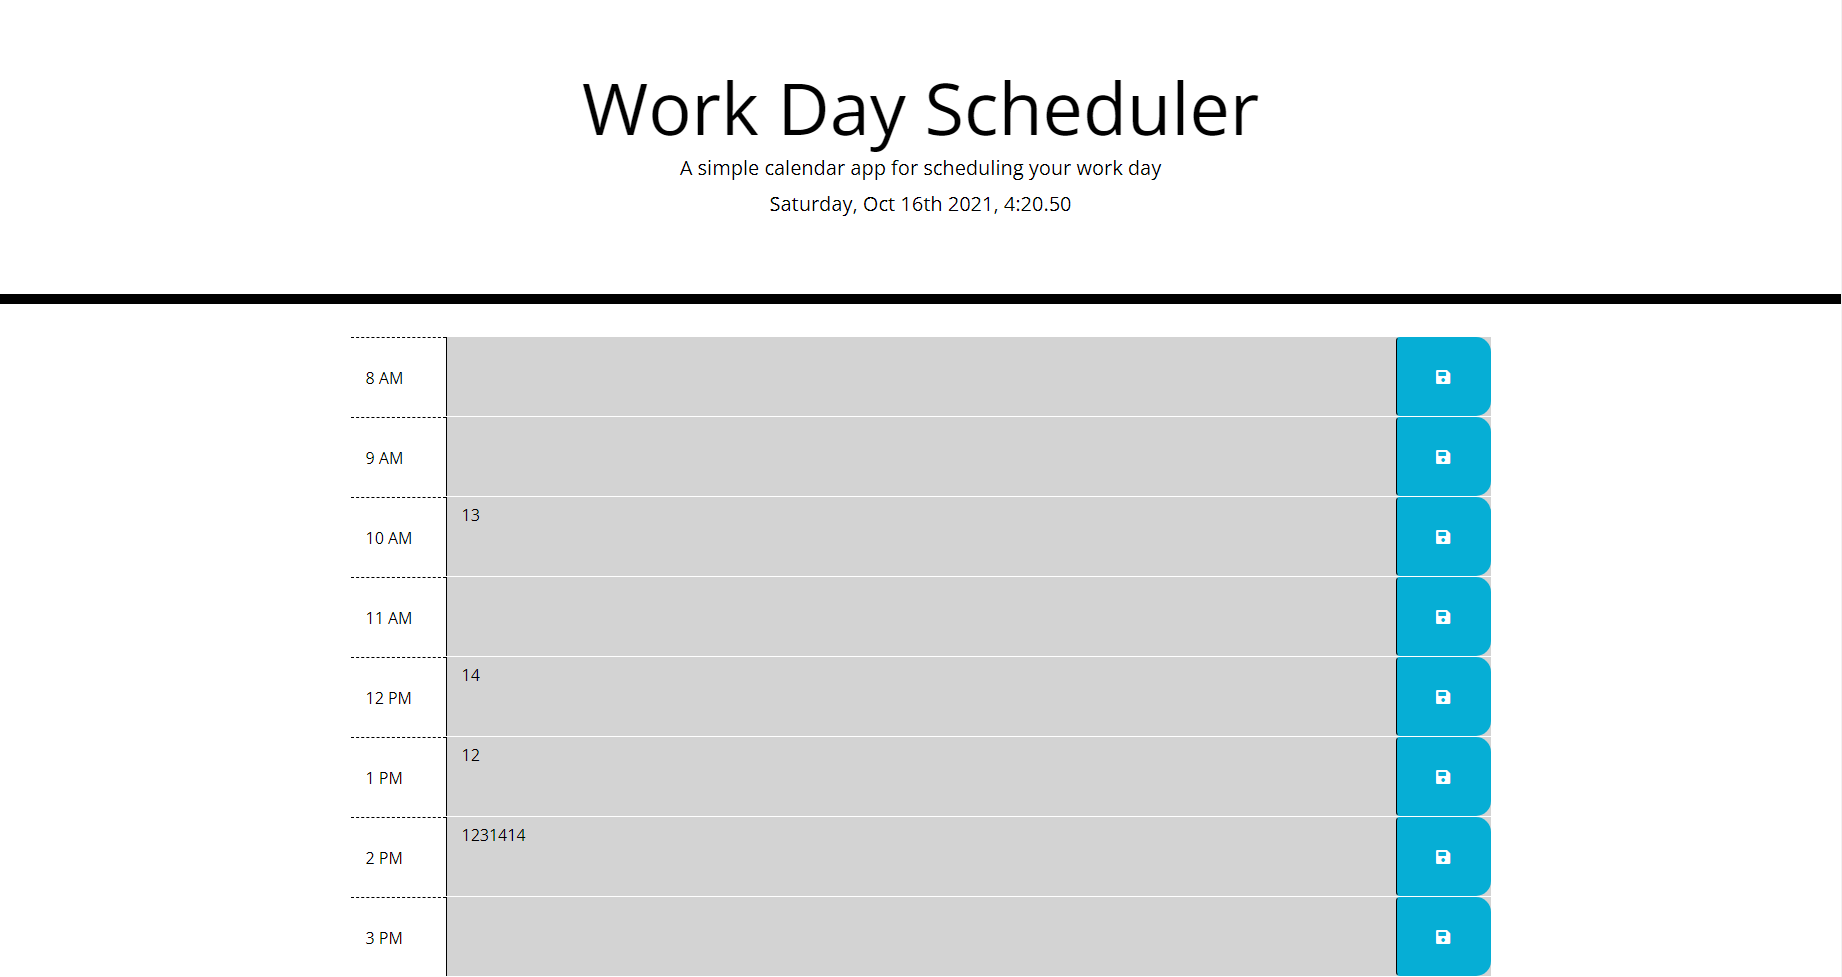 Work Day Scheduler
A simple calendar app for scheduling your work day
Saturday, Oct 16th 2021, 4:20.50
8 AM
9 AM
10 AM
13
11 AM
12 PM
14
1 PM
12
2 PM
1231414
3 PM